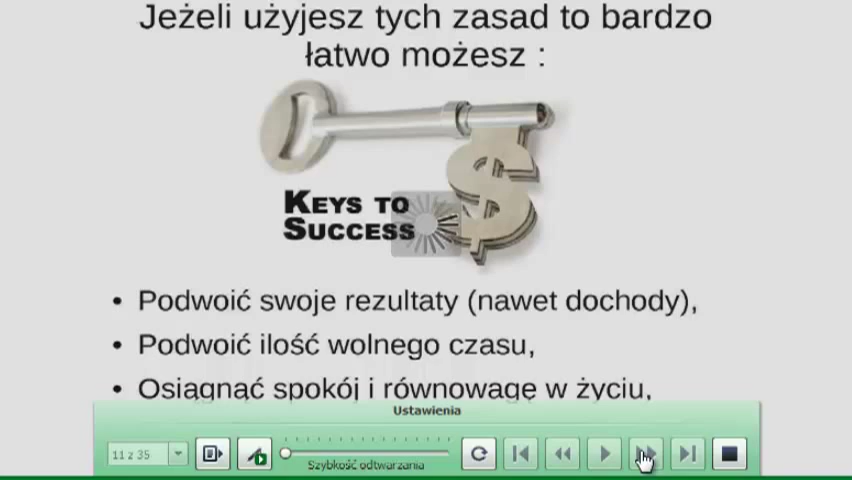 Jeżeli użyjesz tych zasad to bardzo
łatwo możesz :
KEYS TO
SUCCESS
• Podwoić swoje rezultaty (nawet dochody),
• Podwoić ilość wolnego czasu,
• Osiągnąć spokój i równowagę w życiu,
Ustawienia
11 z 35
Szybkość odtwarzania